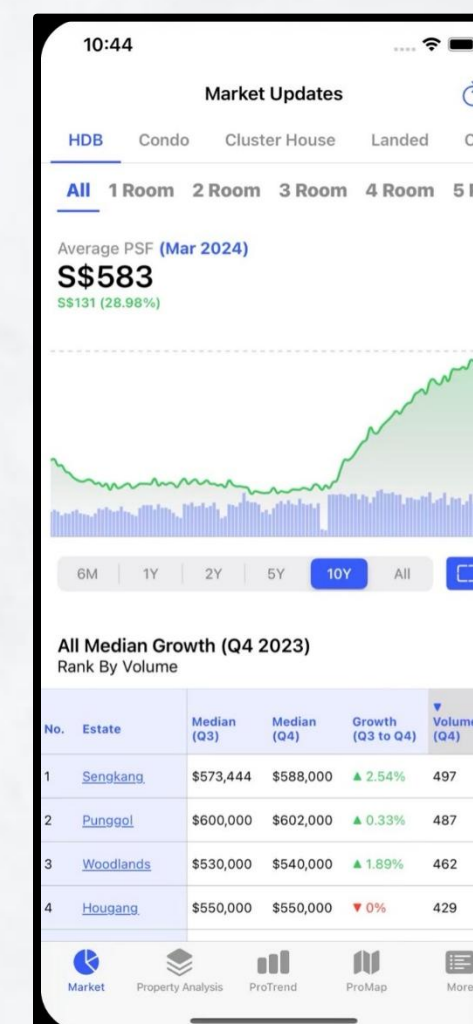 10:44
Market Updates
HDB Condo Cluster House Landed
All 1 Room 2 Room 3 Room 4 Room
Average PSF (Mar 2024)
S$583
S$131 (28.98%)
6M 1Y 2Y 5Y 10Y All
All Median Growth (Q4 2023)
Rank By Volume
No. Estate Median (Q3) Median (Q4) Growth (Q3 to Q4) ▼ Volume (Q4)
1 Sengkang $573,444 $588,000 ▲ 2.54% 497
2 Punggol $600,000 $602,000 ▲ 0.33% 487
3 Woodlands $530,000 $540,000 ▲ 1.89% 462
4 Hougang $550,000 $550,000 ▼ 0% 429
Market Property Analysis ProTrend ProMap More